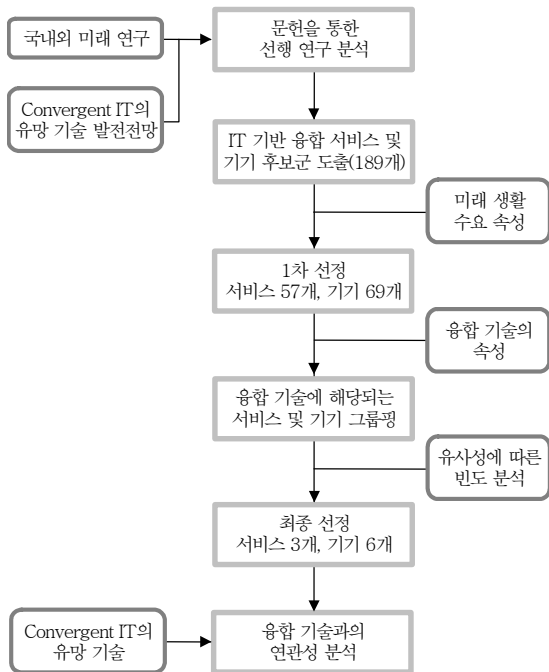 국내외 미래 연구
문헌을 통한
선행 연구 분석
Convergent IT의
유망 기술 발전전망
IT 기반 융합 서비스 및
기기 후보군 도출(189개)
미래 생활
수요 속성
1차 선정
서비스 57개, 기기 69개
융합 기술의
속성
융합 기술에 해당되는
서비스 및 기기 그룹핑
유사성에 따른
빈도 분석
최종 선정
서비스 3개, 기기 6개
Convergent IT의
유망 기술
융합 기술과의
연관성 분석